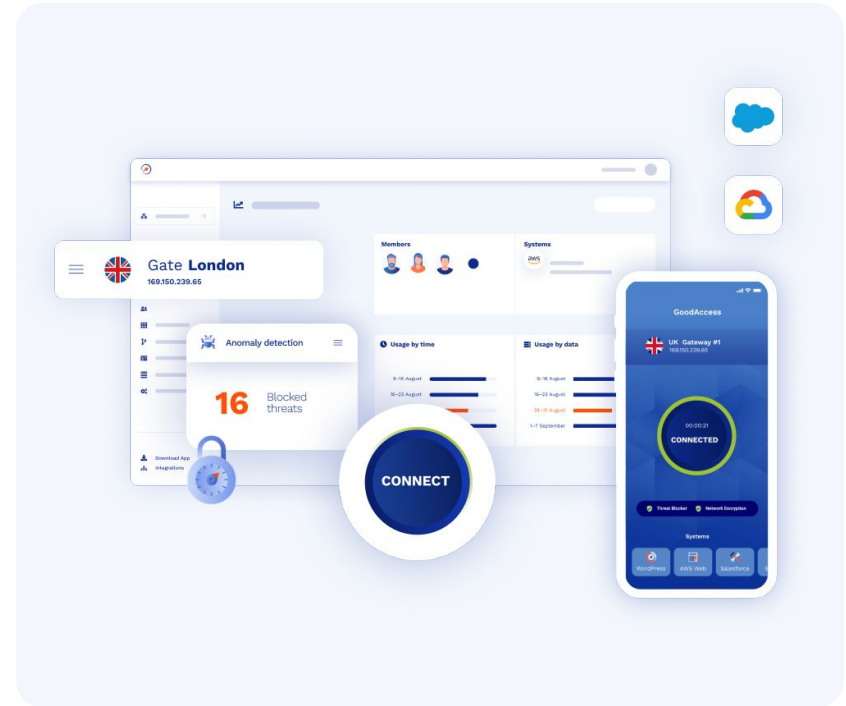 Gate London
169.150.239.65
Members
Systems
aws
Anomaly detection
16
Blocked
threats
Usage by time
9-16 August
16-23 August
Usage by data
9-16 August
16-23 August
24-31 August
1-7 September
Download App
Integrations
CONNECT
GoodAccess
UK Gateway #1
169.150.239.65
00:00:21
CONNECTED
Threat Blocker
Network Encryption
Systems
WordPress
AWS Web
Salesforce